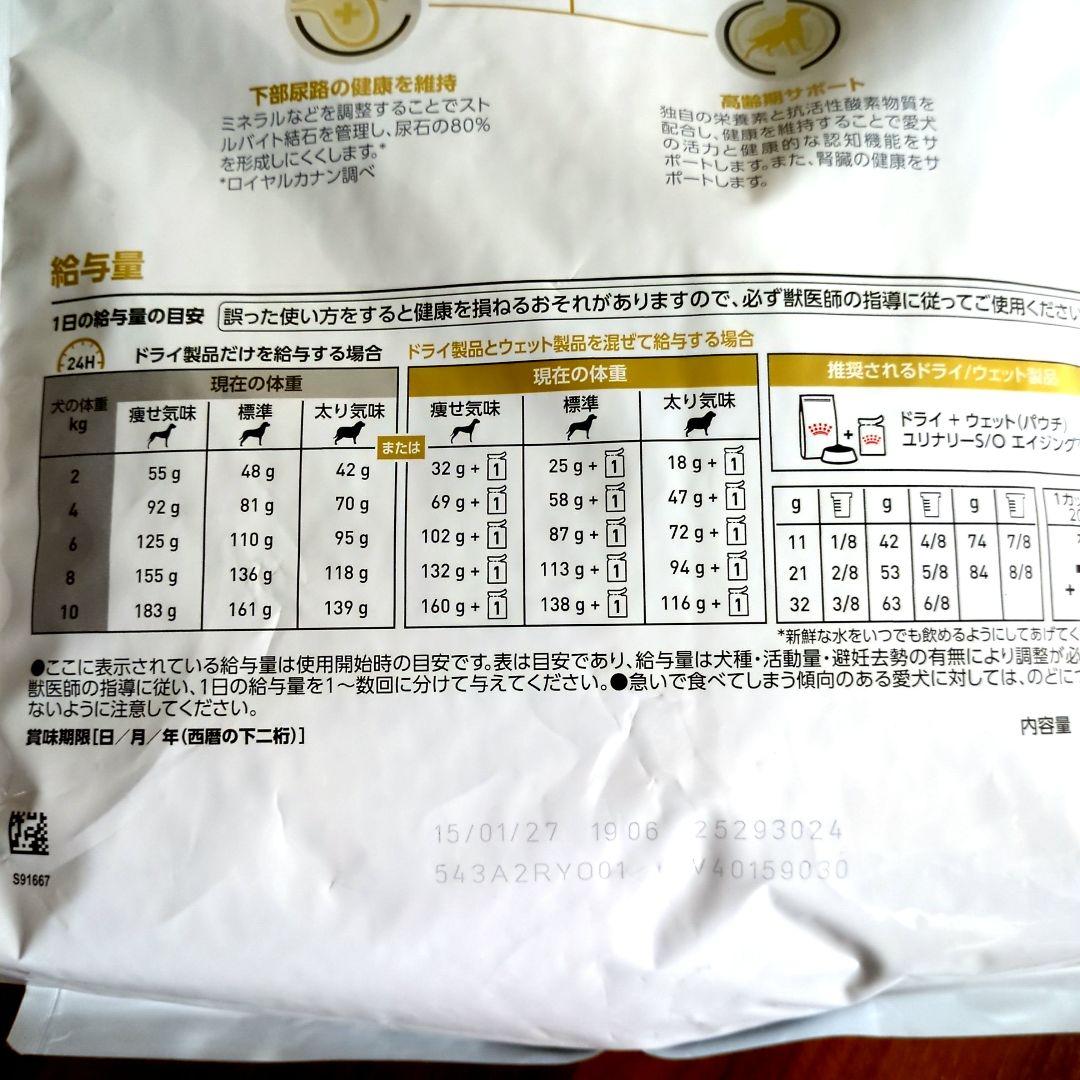 下部尿路の健康を維持
ミネラルなどを調整することでスト
ルバイト結石を管理し、尿石の80%
を形成しにくくします。*
*ロイヤルカナン調べ
高齢期サポート
独自の栄養素と抗活性酸素物質を
配合し、健康を維持することで愛犬
の活力と健康的な認知機能をサ
ポートします。また、腎臓の健康をサ
ポートします。
給与量
1日の給与量の目安 誤った使い方をすると健康を損ねるおそれがありますので、必ず獣医師の指導に従ってご使用ください
24H ドライ製品だけを給与する場合 ドライ製品とウェット製品を混ぜて給与する場合
犬の体重 kg 現在の体重 現在の体重
痩せ気味 標準 太り気味 または 痩せ気味 標準 太り気味
2 55 g 48 g 42 g 32 g + 1 25 g + 1 18 g + 1
4 92 g 81 g 70 g 69 g + 1 58 g + 1 47 g + 1
6 125 g 110 g 95 g 102 g + 1 87 g + 1 72 g + 1
8 155 g 136 g 118 g 132 g + 1 113 g + 1 94 g + 1
10 183 g 161 g 139 g 160 g + 1 138 g + 1 116 g + 1
推奨されるドライ/ウェット製品
+ ドライ + ウェット(パウチ)
ユリナリーS/O エイジング
g g g
11 1/8 42 4/8 74 7/8
21 2/8 53 5/8 84 8/8
32 3/8 63 6/8
1カッ
+
*新鮮な水をいつでも飲めるようにしてあげてく
●ここに表示されている給与量は使用開始時の目安です。表は目安であり、給与量は犬種・活動量・避妊去勢の有無により調整が必
獣医師の指導に従い、1日の給与量を1～数回に分けて与えてください。●急いで食べてしまう傾向のある愛犬に対しては、のどにつ
ないように注意してください。
賞味期限[日/月/年(西暦の下二桁)]
内容量
15/01/27 19 06 25293024
543A2RY001 V40159030
S91667